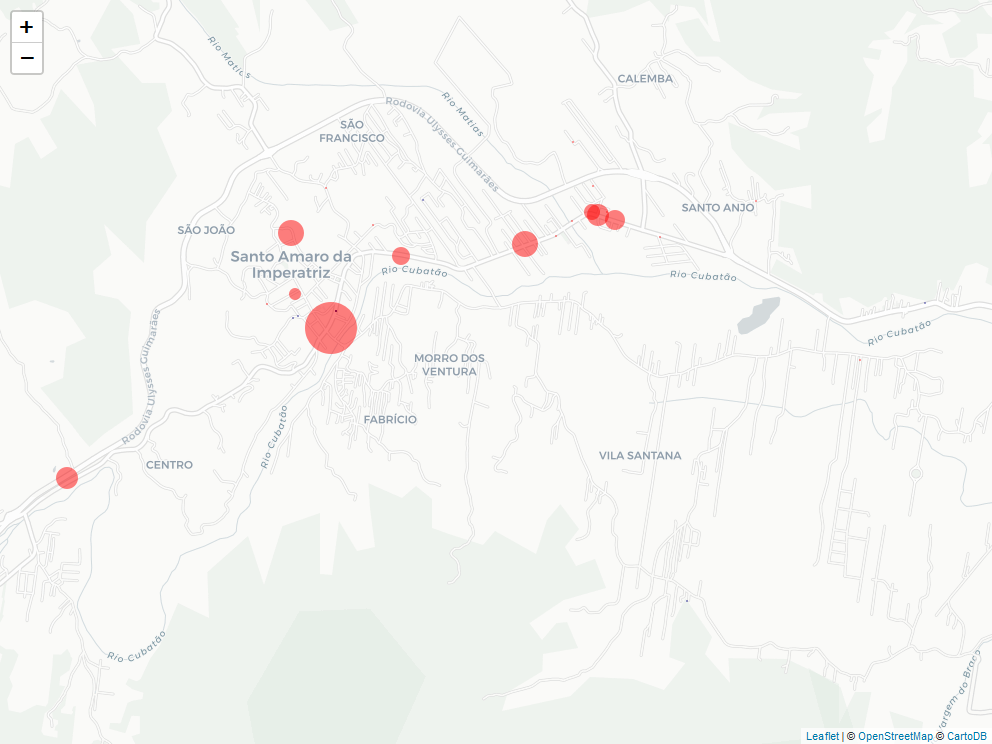 +
−
Rio Matias
CALEMBA
Rio Matias
Rodovia Ulysses Guimarães
SÃO
FRANCISCO
SANTO ANJO
SÃO JOÃO
Santo Amaro da
Imperatriz
Rio Cubatão
Rio Cubatão
Rio Cubatão
Rodovia Ulysses Guimarães
MORRO DOS
VENTURA
FABRÍCIO
Rio Cubatão
CENTRO
VILA SANTANA
Rio Cubatão
Vargem do Braço
Leaflet | © OpenStreetMap © CartoDB